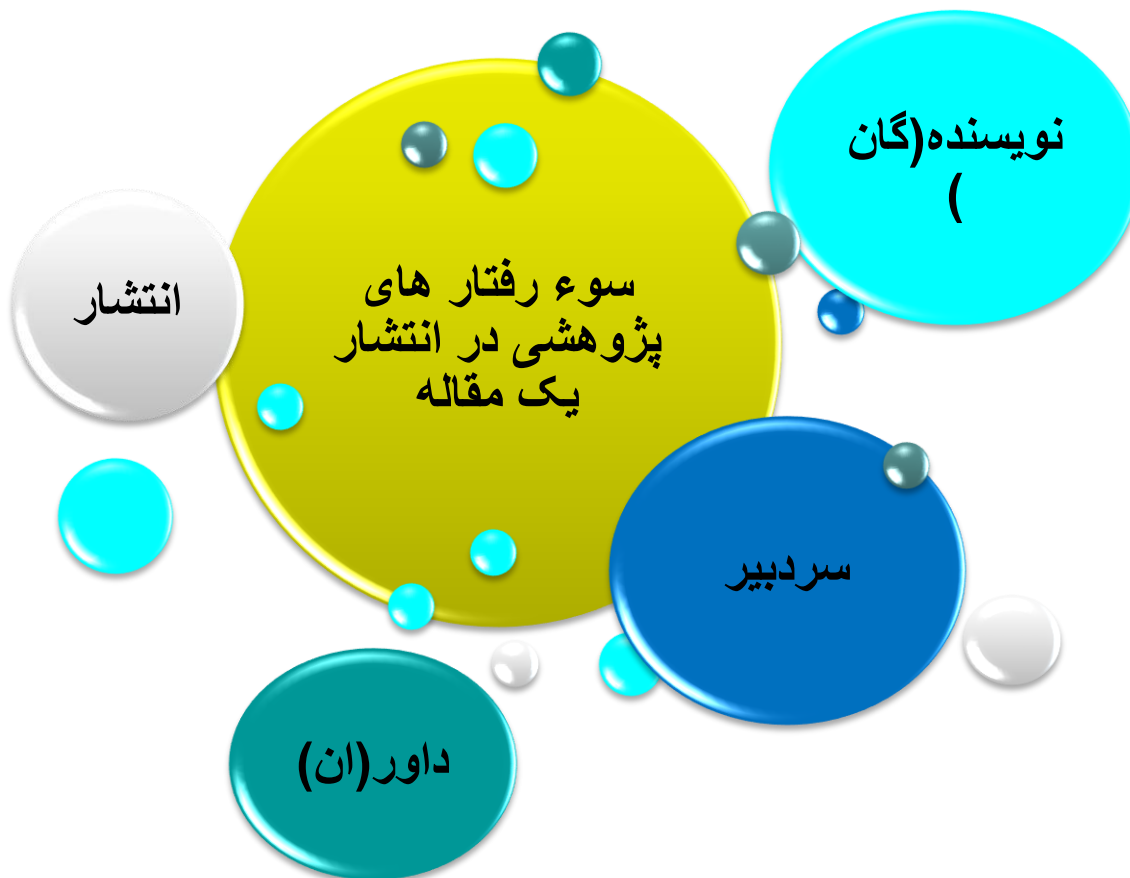 نویسنده(گان
)
سوء رفتار های
پژوهشی در انتشار
یک مقاله
انتشار
سردبیر
داور(ان)